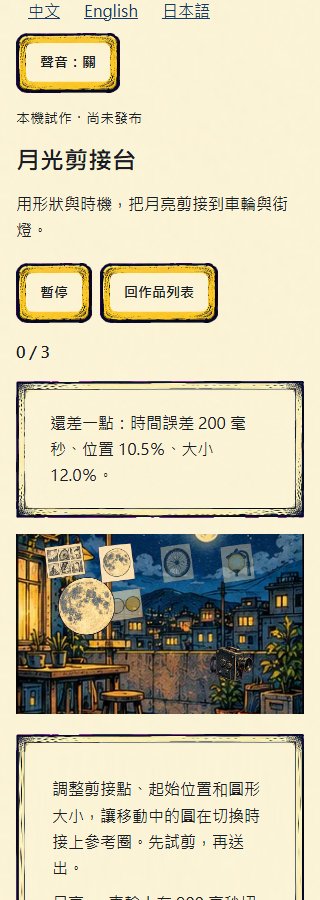 中文 English 日本語
聲音：關
本機試作・尚未發布
月光剪接台
用形狀與時機，把月亮剪接到車輪與街
燈。
暫停 回作品列表
0 / 3
還差一點：時間誤差 200 毫
秒、位置 10.5%、大小
12.0%。
調整剪接點、起始位置和圓形
大小，讓移動中的圓在切換時
接上參考圈。先試剪，再送
出。